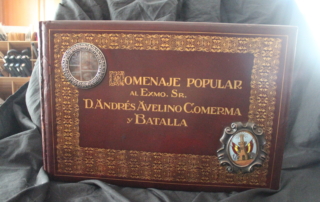 HOMENAJE POPULAR
AL EXMO. SR.
D. ANDRÉS AVELINO COMERMA
Y BATALLA